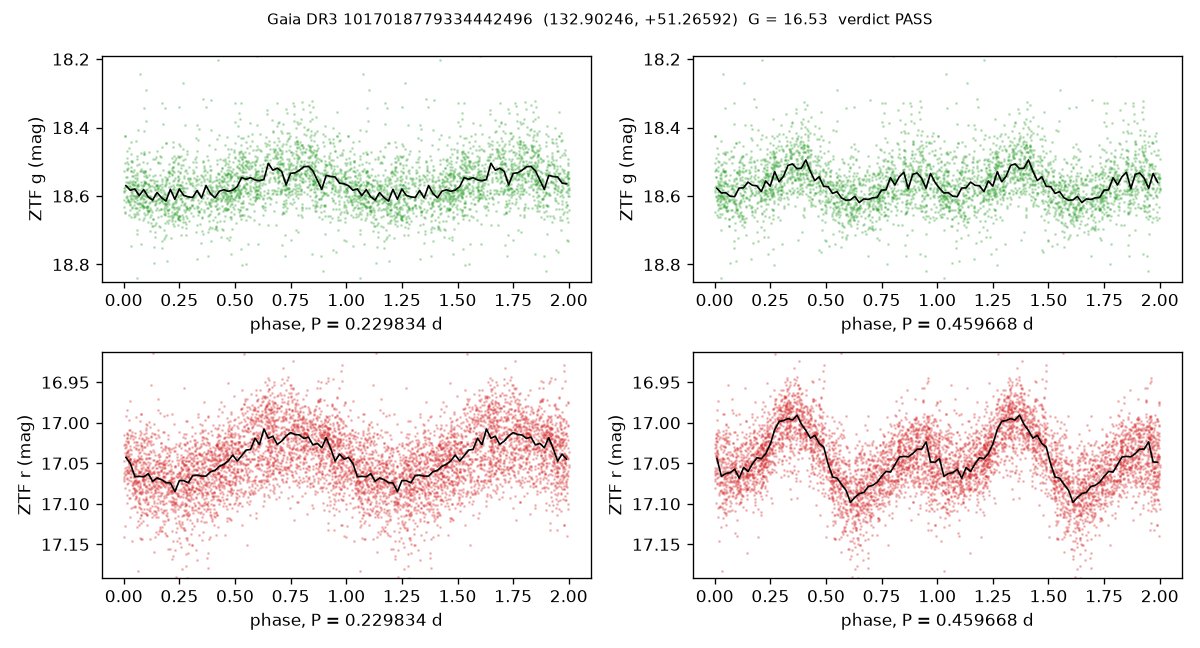 Gaia DR3 1017018779334442496 (132.90246, +51.26592) G = 16.53 verdict PASS
18.2
18.4
18.6
18.8
ZTF g (mag)
0.00 0.25 0.50 0.75 1.00 1.25 1.50 1.75 2.00
phase, P = 0.229834 d
18.2
18.4
18.6
18.8
ZTF g (mag)
0.00 0.25 0.50 0.75 1.00 1.25 1.50 1.75 2.00
phase, P = 0.459668 d
16.95
17.00
17.05
17.10
17.15
ZTF r (mag)
0.00 0.25 0.50 0.75 1.00 1.25 1.50 1.75 2.00
phase, P = 0.229834 d
16.95
17.00
17.05
17.10
17.15
ZTF r (mag)
0.00 0.25 0.50 0.75 1.00 1.25 1.50 1.75 2.00
phase, P = 0.459668 d